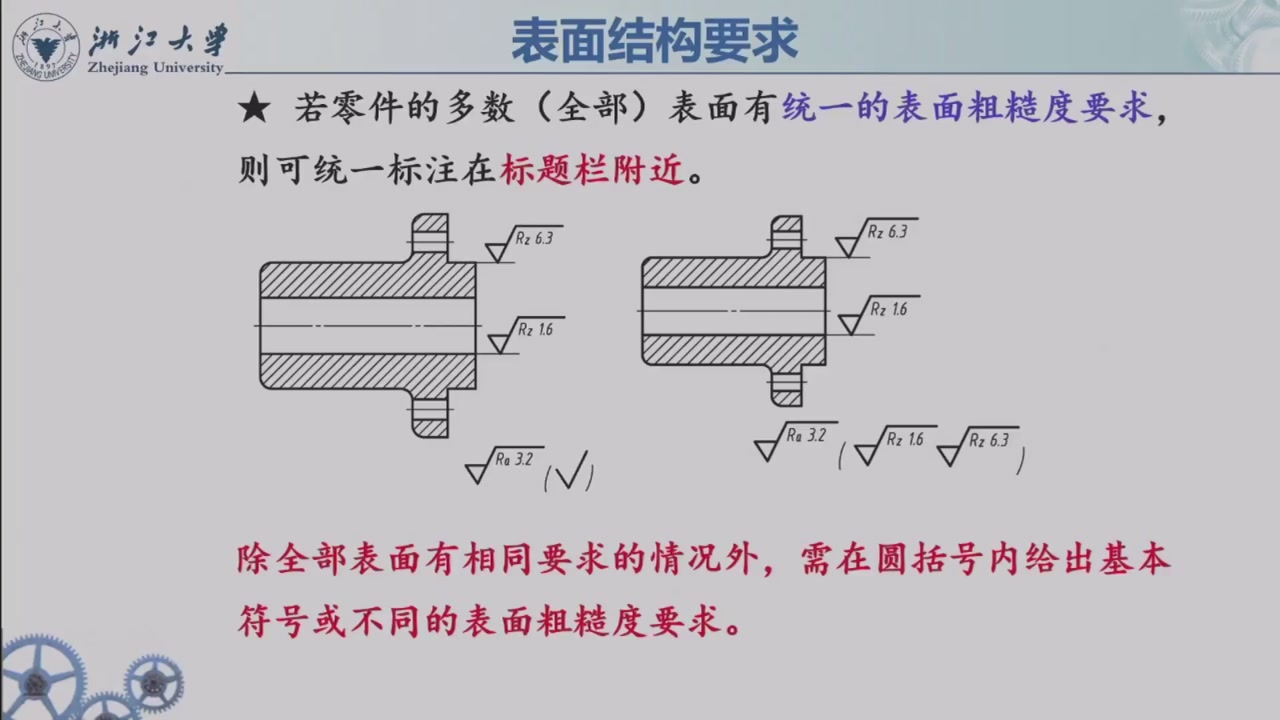 浙江大学
Zhejiang University
表面结构要求
★ 若零件的多数（全部）表面有统一的表面粗糙度要求，
则可统一标注在标题栏附近。
Rz 6.3
Rz 1.6
Ra 3.2 (√)
Rz 6.3
Rz 1.6
Ra 3.2 ( Rz 1.6 Rz 6.3 )
除全部表面有相同要求的情况外，需在圆括号内给出基本
符号或不同的表面粗糙度要求。